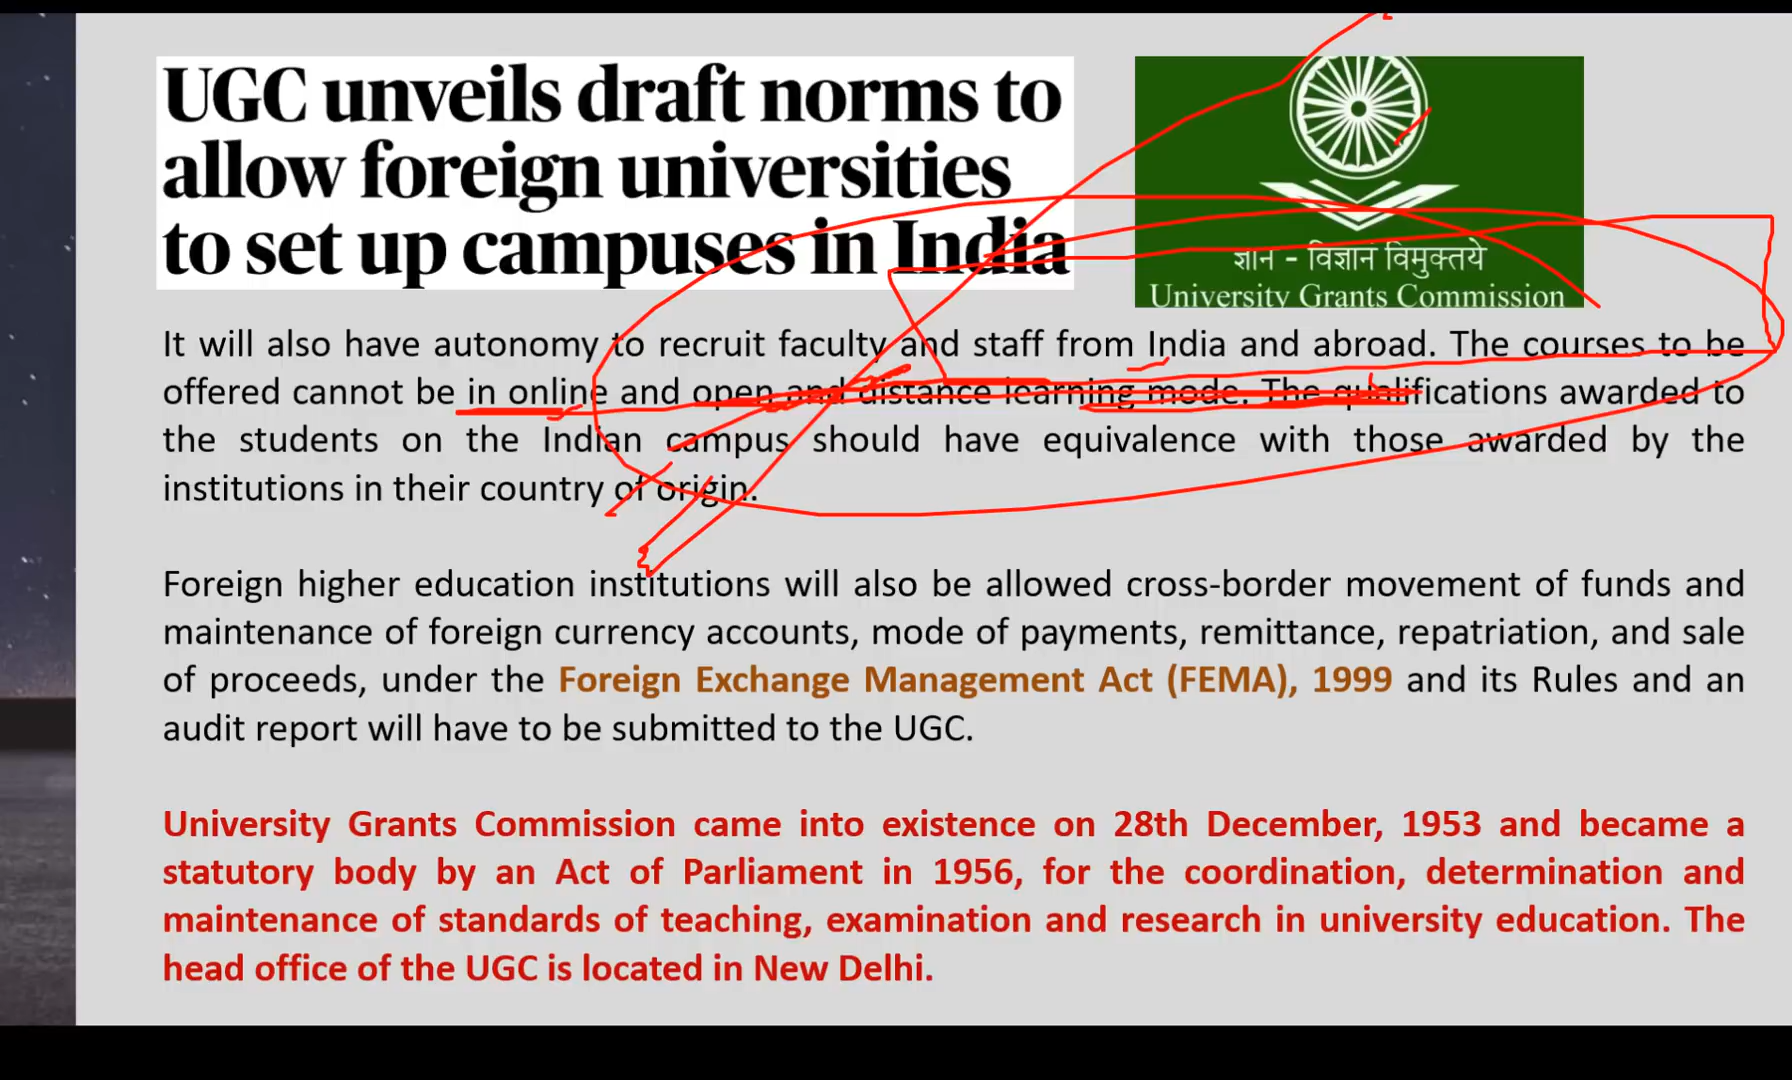 UGC unveils draft norms to
allow foreign universities
to set up campuses in India
ज्ञान - विज्ञानं विमुक्तये
University Grants Commission
It will also have autonomy to recruit faculty and staff from India and abroad. The courses to be
offered cannot be in online and open and distance learning mode. The qualifications awarded to
the students on the Indian campus should have equivalence with those awarded by the
institutions in their country of origin.
Foreign higher education institutions will also be allowed cross-border movement of funds and
maintenance of foreign currency accounts, mode of payments, remittance, repatriation, and sale
of proceeds, under the Foreign Exchange Management Act (FEMA), 1999 and its Rules and an
audit report will have to be submitted to the UGC.
University Grants Commission came into existence on 28th December, 1953 and became a
statutory body by an Act of Parliament in 1956, for the coordination, determination and
maintenance of standards of teaching, examination and research in university education. The
head office of the UGC is located in New Delhi.